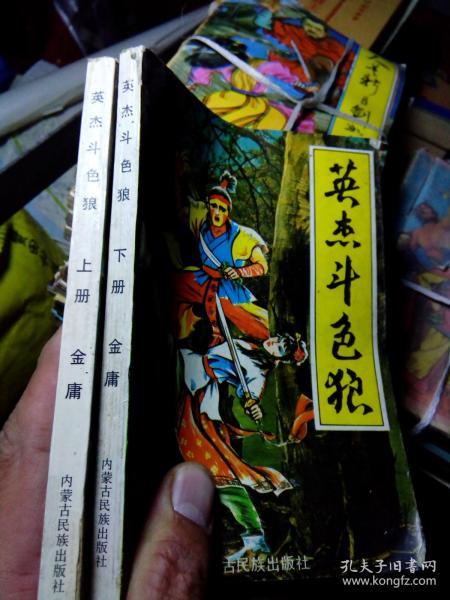 英杰斗色狼 上册 金庸 内蒙古民族出版社
英杰斗色狼 下册 金庸 内蒙古民族出版社
英杰斗色狼
古民族出版社
孔夫子旧书网
www.kongfz.com